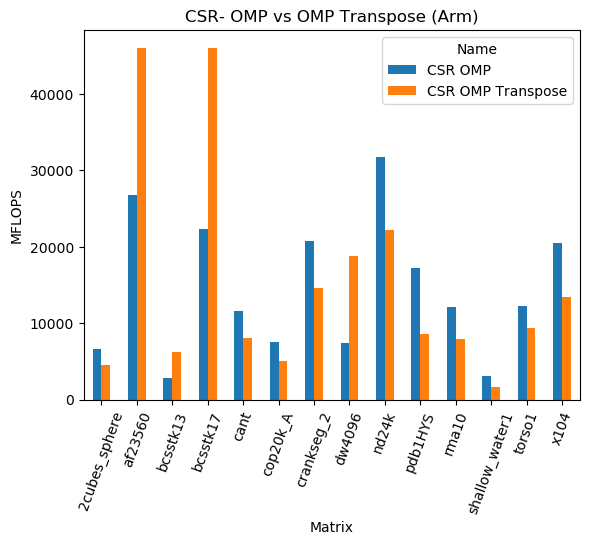 CSR- OMP vs OMP Transpose (Arm)
Name
CSR OMP
CSR OMP Transpose
MFLOPS
40000
30000
20000
10000
0
2cubes_sphere
af23560
bcsstk13
bcsstk17
cant
cop20k_A
crankseg_2
dw4096
nd24k
pdb1HYS
rma10
shallow_water1
torso1
x104
Matrix